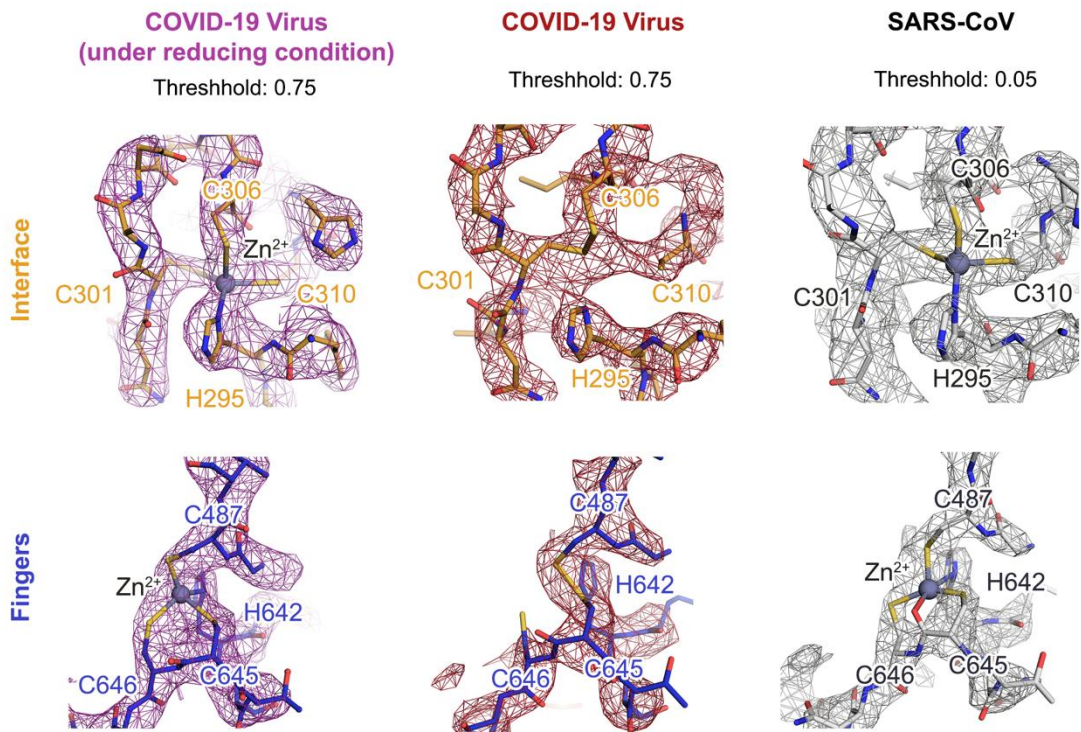 COVID-19 Virus
(under reducing condition)
Threshhold: 0.75
COVID-19 Virus
Threshhold: 0.75
SARS-CoV
Threshhold: 0.05
Interface
C306
Zn²⁺
C301
C310
H295
C306
C301
C310
H295
C306
Zn²⁺
C301
C310
H295
Fingers
C487
Zn²⁺
H642
C646
C645
C487
H642
C646
C645
C487
Zn²⁺
H642
C646
C645